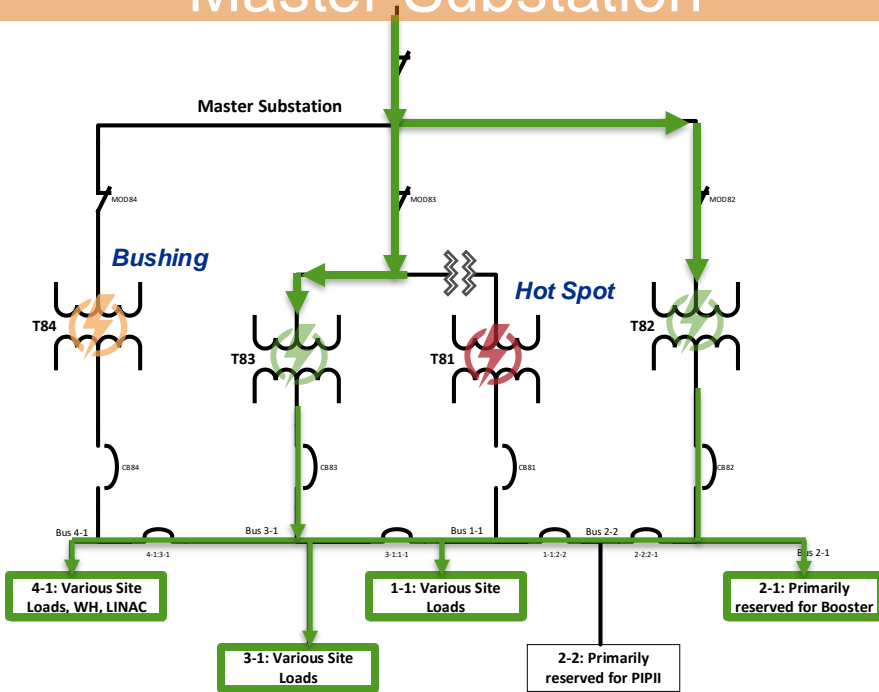 Master Substation
Master Substation
MOD84
MOD83
MOD82
Bushing
Hot Spot
T84
T83
T81
T82
CB84
CB83
CB81
CB82
Bus 4-1
Bus 3-1
Bus 1-1
Bus 2-2
Bus 2-1
4-1:3-1
3-1:1-1
1-1:2-2
2-2:2-1
4-1: Various Site
Loads, WH, LINAC
1-1: Various Site
Loads
2-1: Primarily
reserved for Booster
3-1: Various Site
Loads
2-2: Primarily
reserved for PIPII